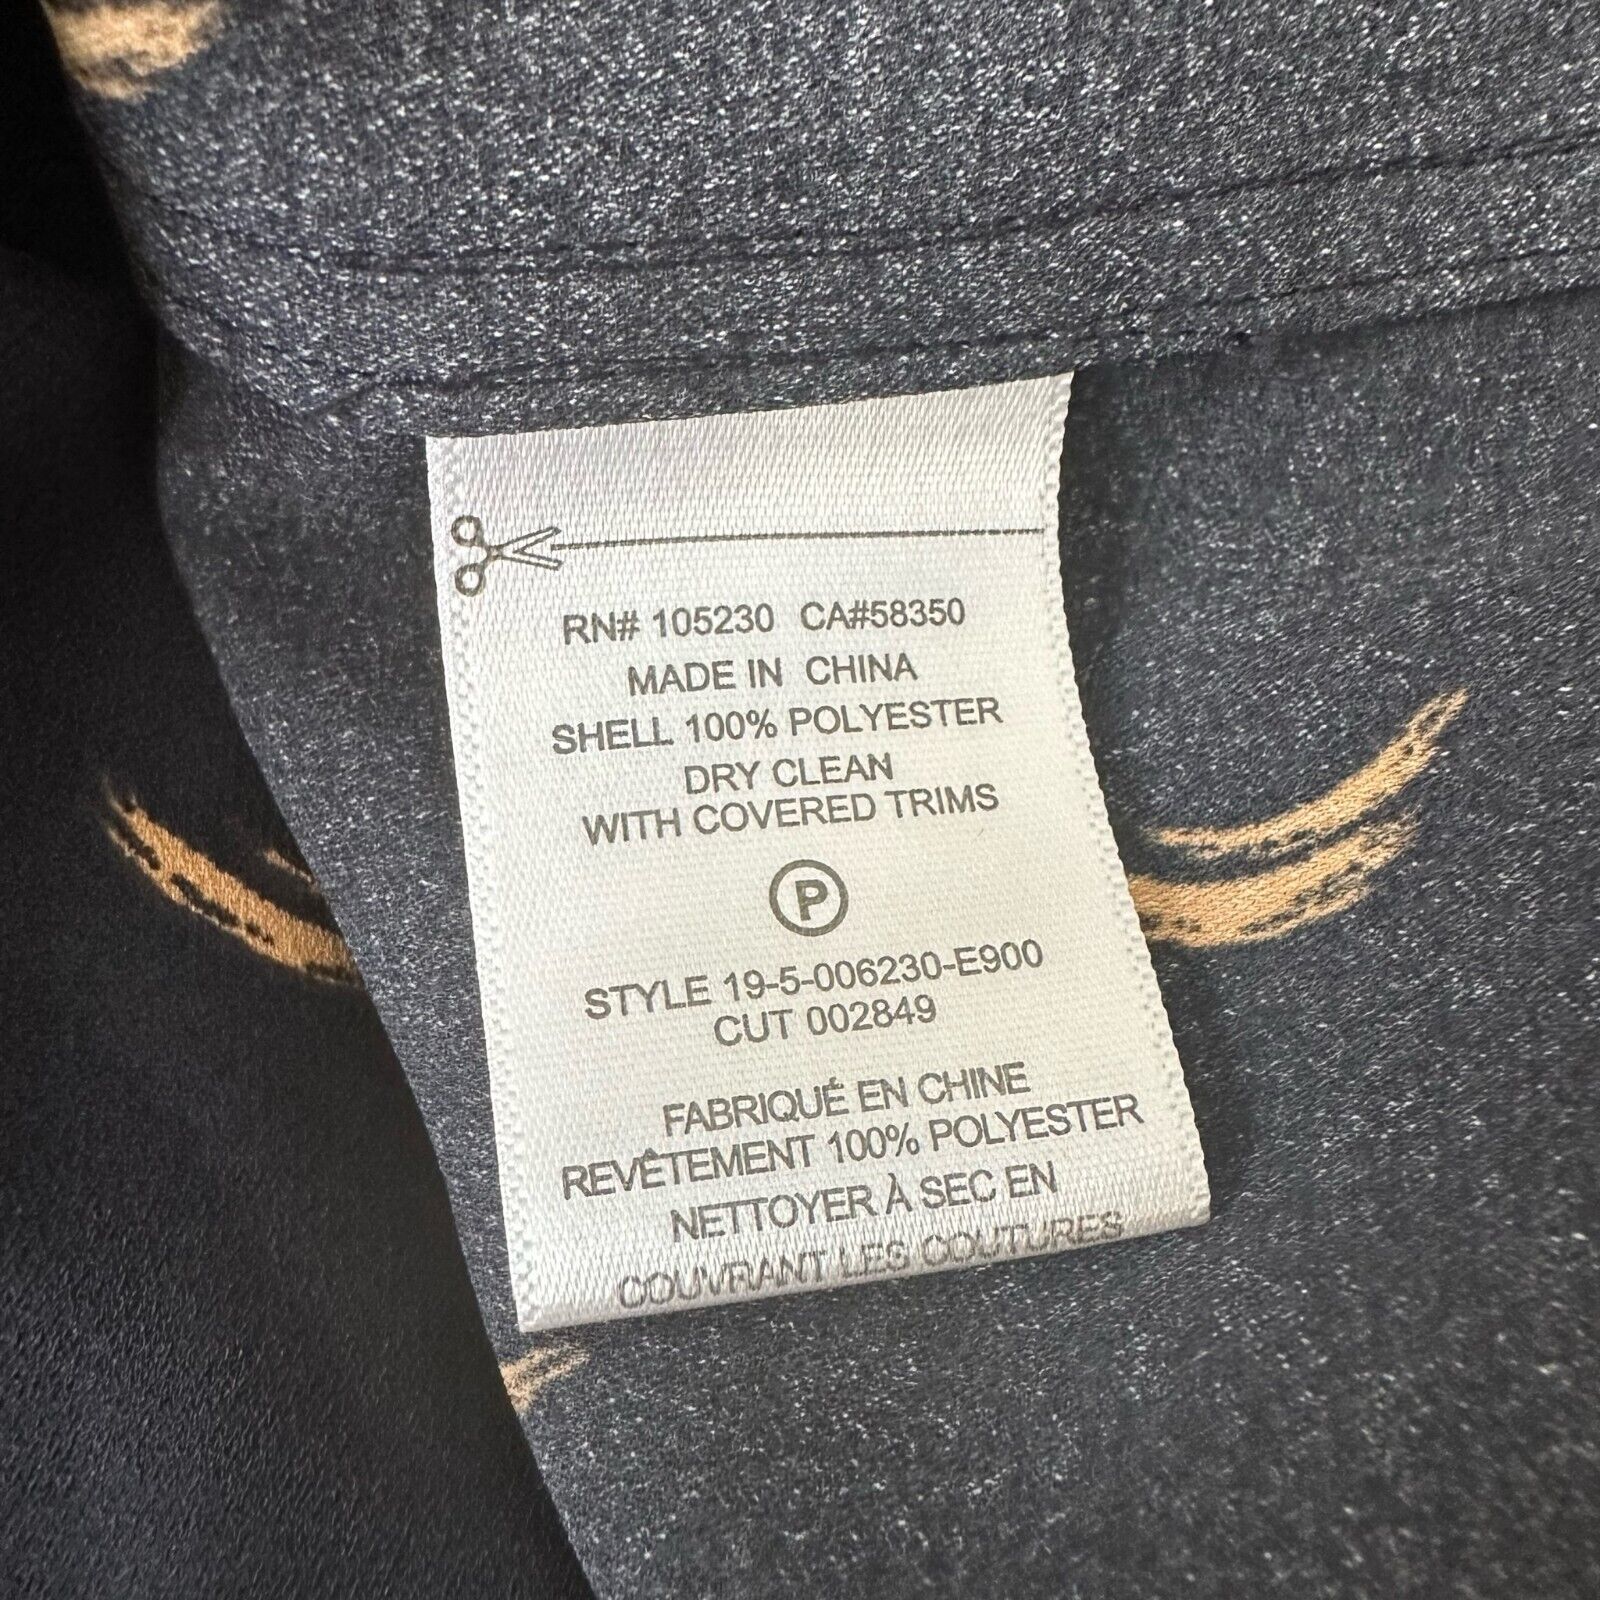 RN# 105230 CA#58350
MADE IN CHINA
SHELL 100% POLYESTER
DRY CLEAN
WITH COVERED TRIMS
P
STYLE 19-5-006230-E900
CUT 002849
FABRIQUÉ EN CHINE
REVÊTEMENT 100% POLYESTER
NETTOYER À SEC EN
COUVRANT LES COUTURES